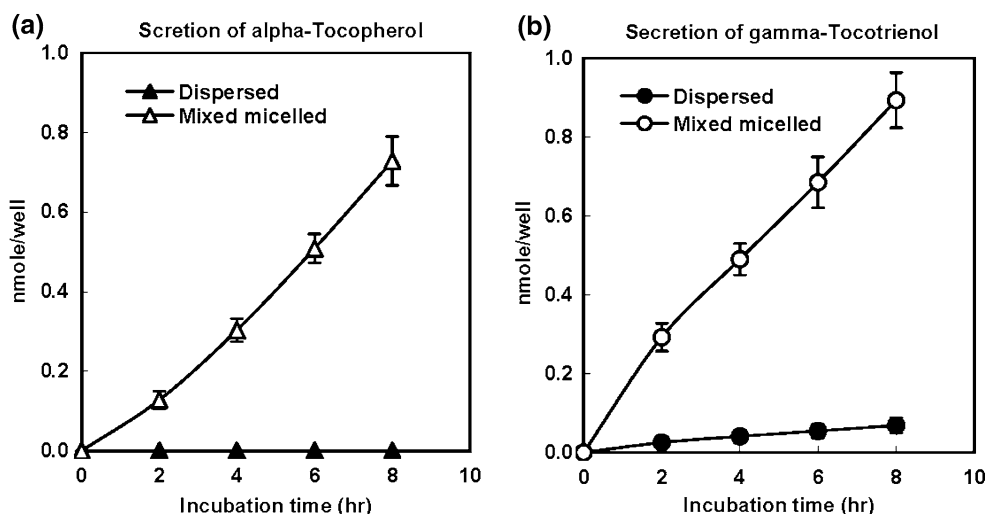 (a)
Scretion of alpha-Tocopherol
1.0
0.8
0.6
0.4
0.2
0.0
nmole/well
Dispersed
Mixed micelled
0 2 4 6 8 10
Incubation time (hr)
(b)
Secretion of gamma-Tocotrienol
1.0
0.8
0.6
0.4
0.2
0.0
nmole/well
Dispersed
Mixed micelled
0 2 4 6 8 10
Incubation time (hr)